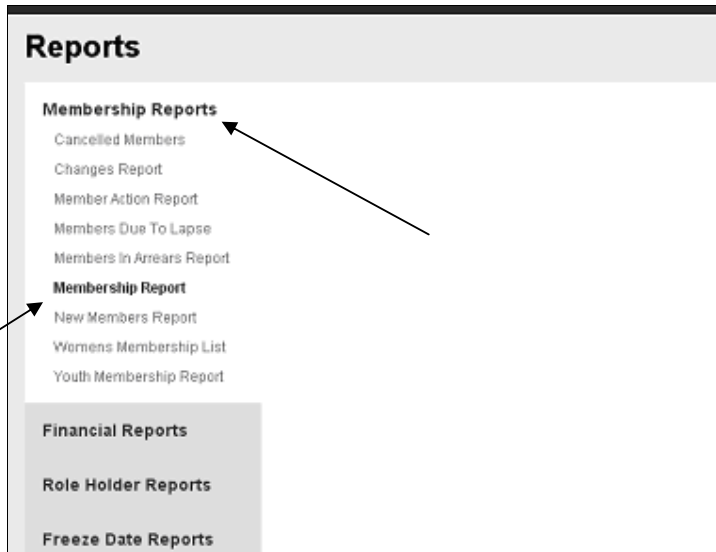 Reports
Membership Reports
Cancelled Members
Changes Report
Member Action Report
Members Due To Lapse
Members In Arrears Report
Membership Report
New Members Report
Womens Membership List
Youth Membership Report
Financial Reports
Role Holder Reports
Freeze Date Reports